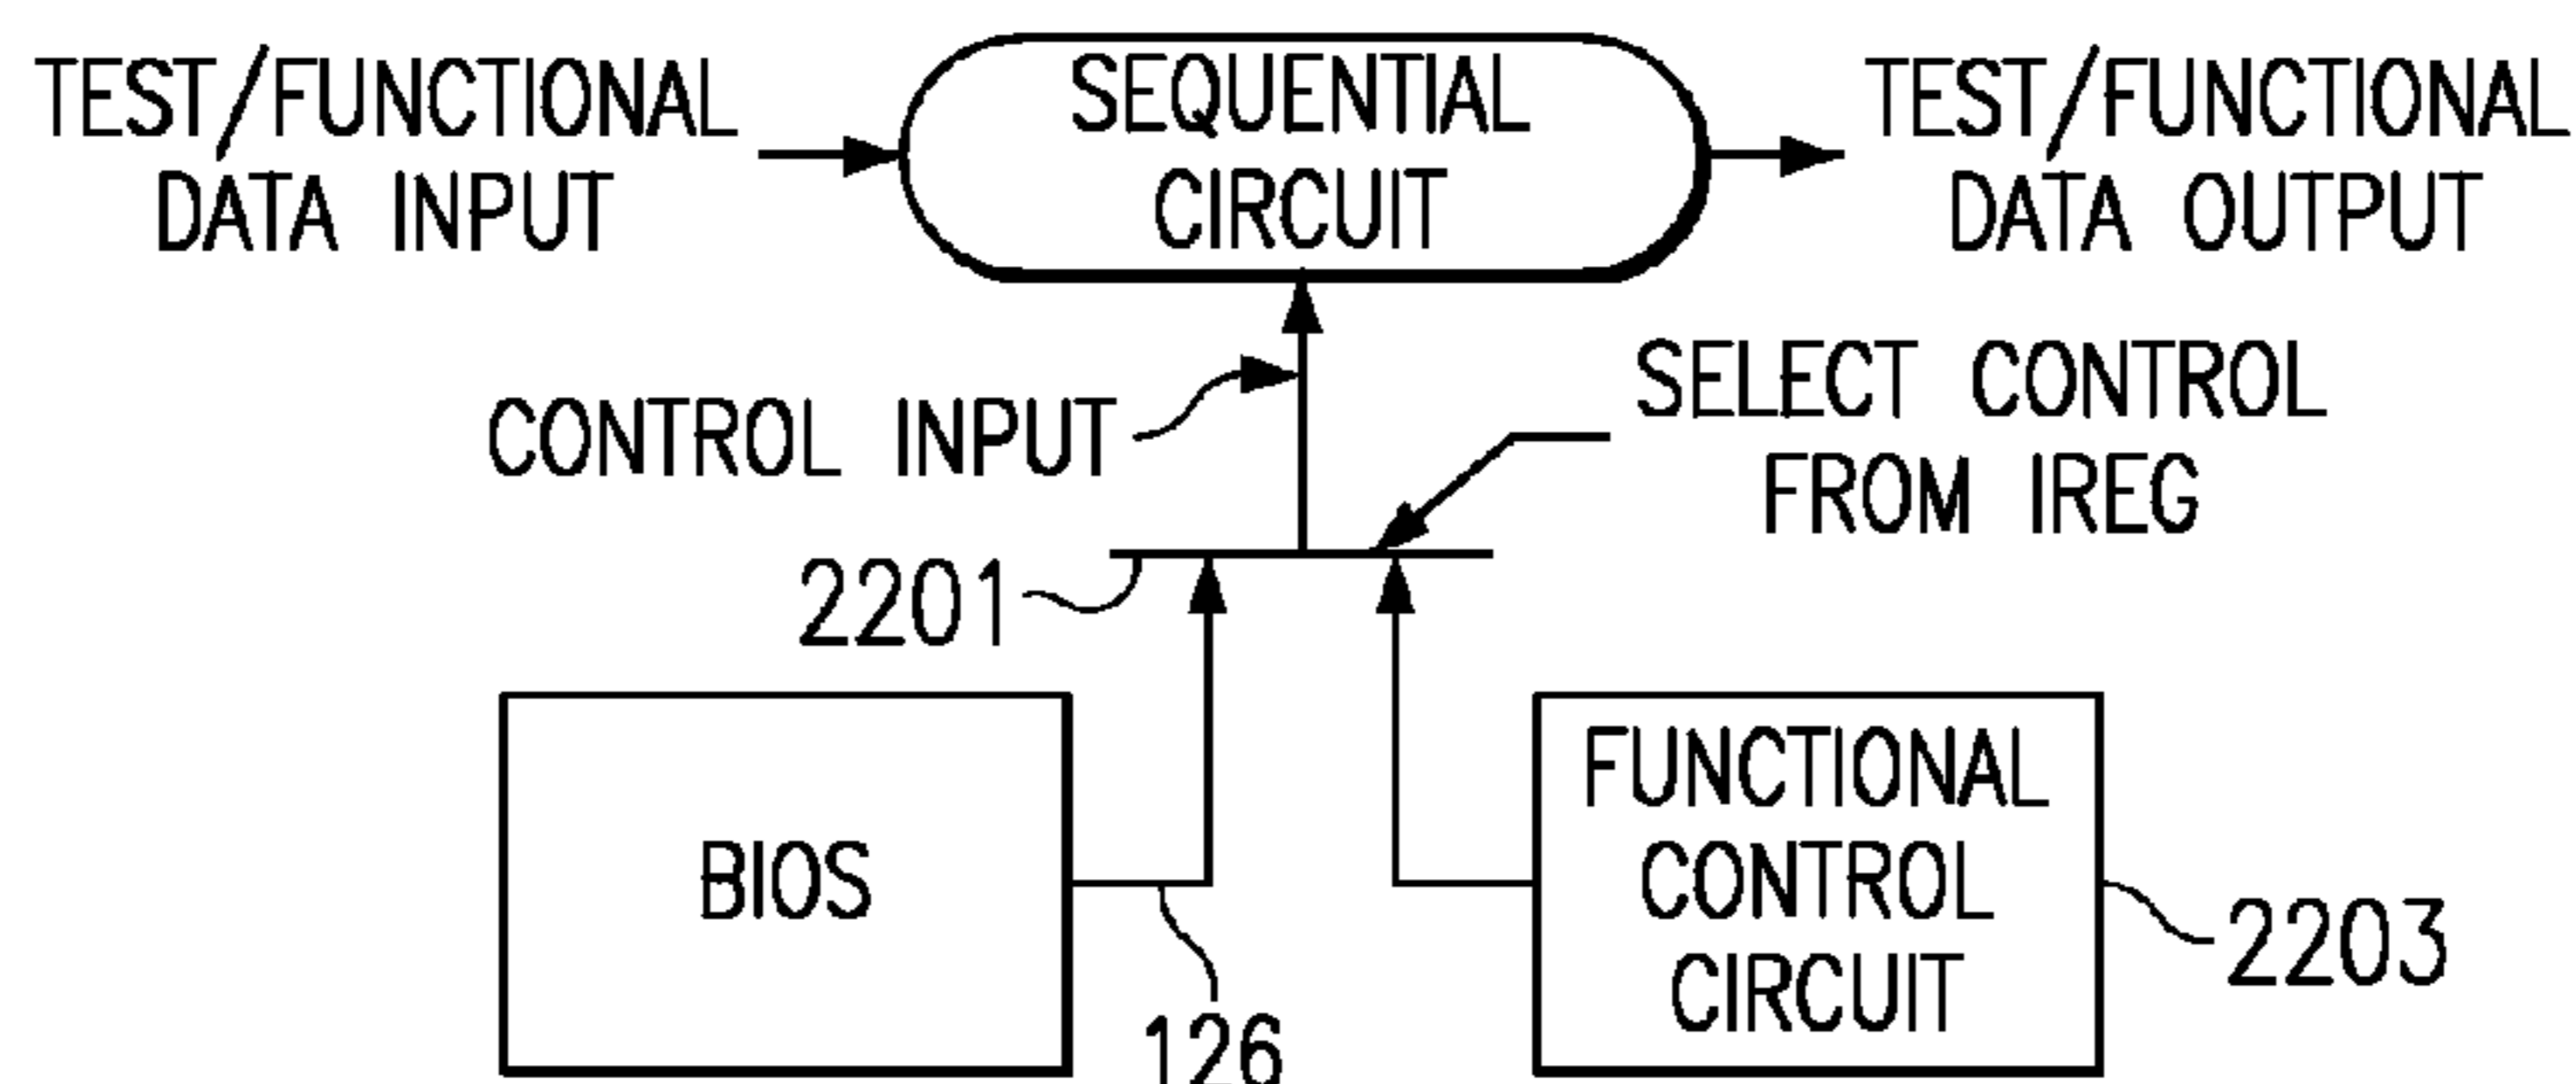 TEST/FUNCTIONAL
DATA INPUT
SEQUENTIAL
CIRCUIT
TEST/FUNCTIONAL
DATA OUTPUT
CONTROL INPUT
SELECT CONTROL
FROM IREG
2201
BIOS
126
FUNCTIONAL
CONTROL
CIRCUIT
2203